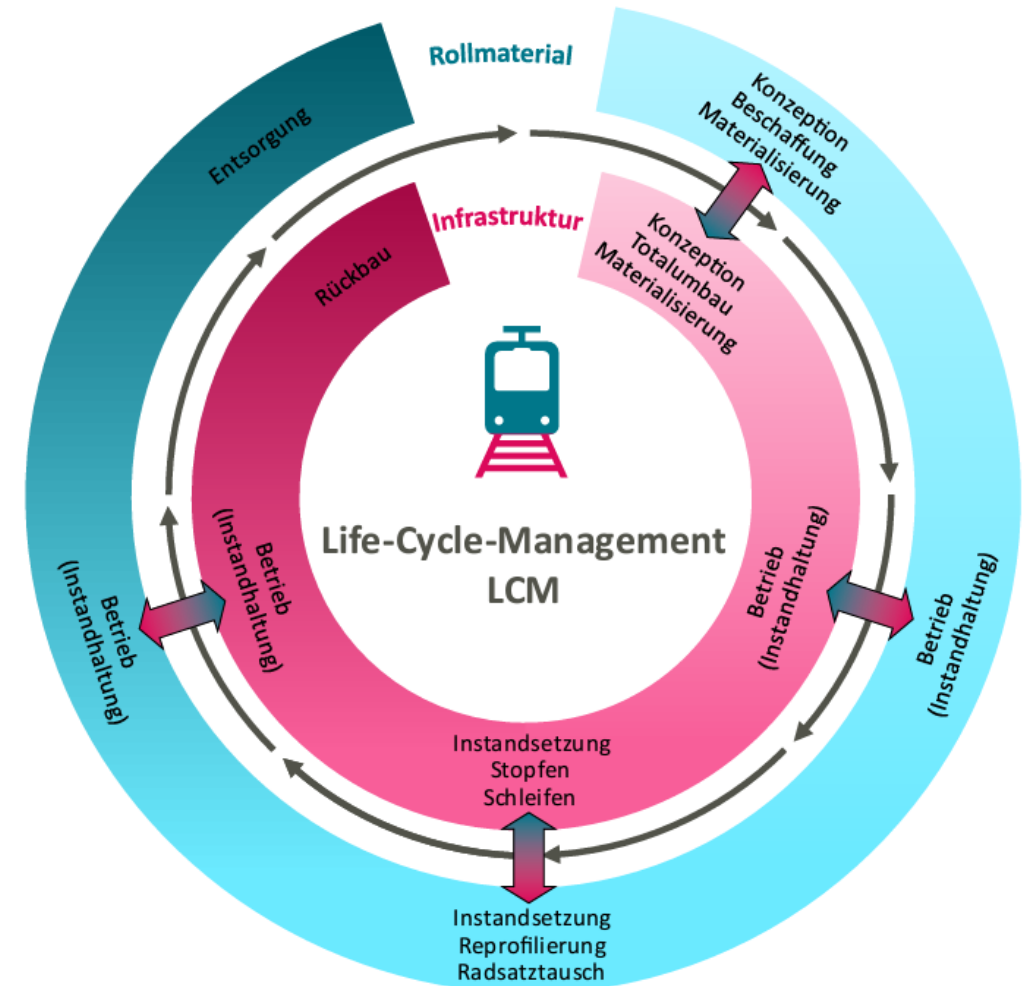 Rollmaterial
Konzeption
Beschaffung
Materialisierung
Entsorgung
Infrastruktur
Konzeption
Totalumbau
Materialisierung
Rückbau
Life-Cycle-Management
LCM
Betrieb
(Instandhaltung)
Betrieb
(Instandhaltung)
Betrieb
(Instandhaltung)
Betrieb
(Instandhaltung)
Instandsetzung
Stopfen
Schleifen
Instandsetzung
Reprofilierung
Radsatztausch